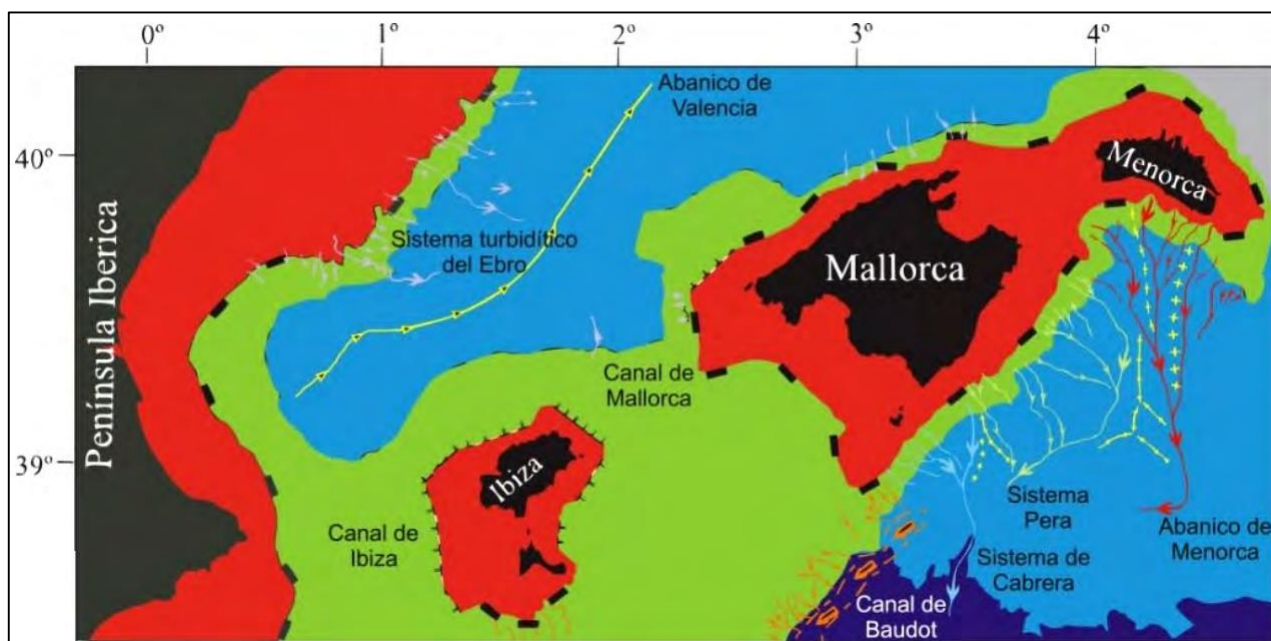 0º 1º 2º 3º 4º
Abanico de
Valencia
40º
Menorca
Península Iberica
Sistema turbidítico
del Ebro
Mallorca
Canal de
Mallorca
39º
Ibiza
Sistema
Pera
Abanico de
Menorca
Canal de
Ibiza
Sistema de
Cabrera
Canal de
Baudot